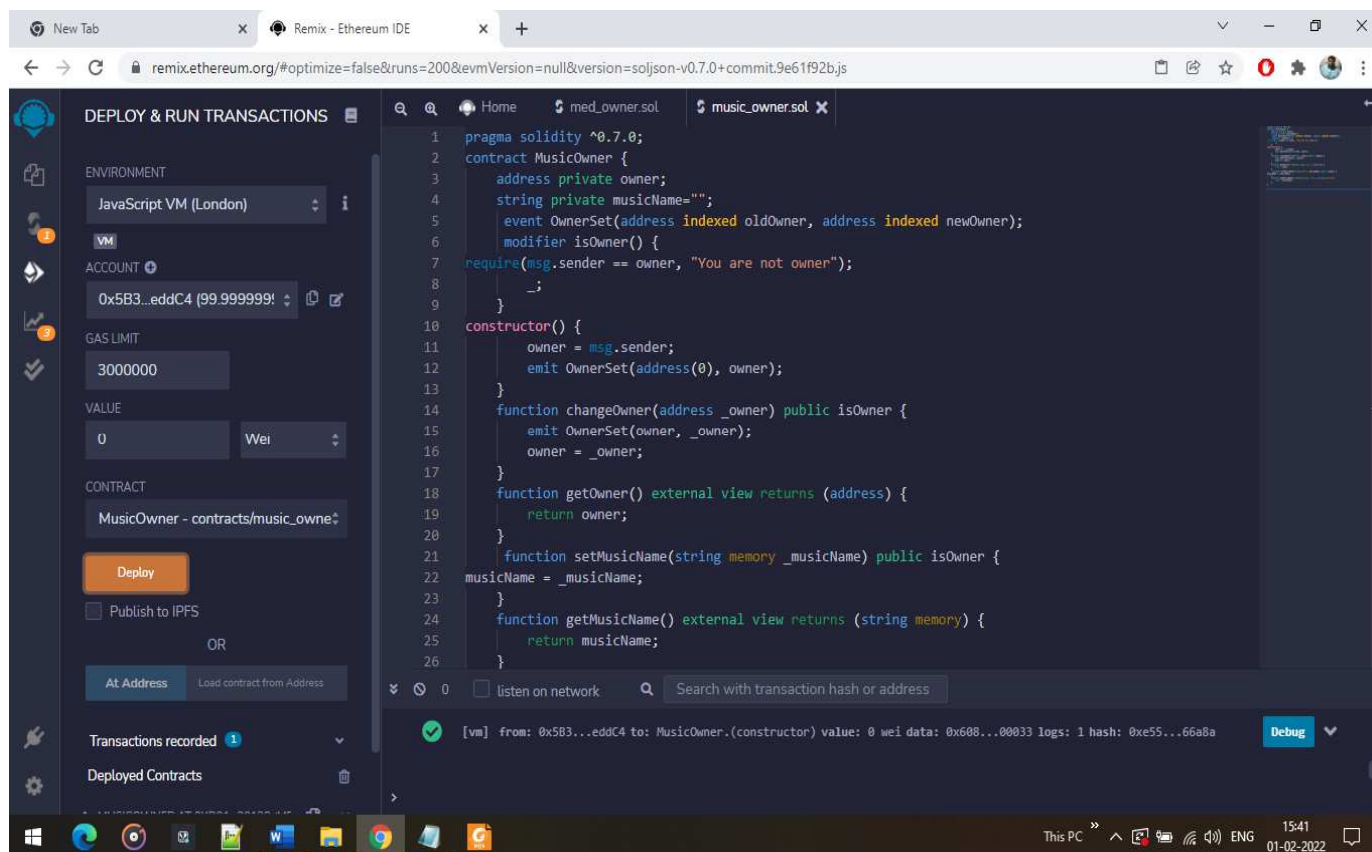 New Tab
Remix - Ethereum IDE
remix.ethereum.org/#optimize=false&runs=200&evmVersion=null&version=soljson-v0.7.0+commit.9e61f92b.js
DEPLOY & RUN TRANSACTIONS
Home
med_owner.sol
music_owner.sol
ENVIRONMENT
JavaScript VM (London)
i
VM
ACCOUNT
0x5B3...eddC4 (99.9999999
GAS LIMIT
3000000
VALUE
0
Wei
CONTRACT
MusicOwner - contracts/music_owne
Deploy
Publish to IPFS
OR
At Address
Load contract from Address
Transactions recorded 1
Deployed Contracts
1
3
1 pragma solidity ^0.7.0;
2 contract MusicOwner {
3 address private owner;
4 string private musicName="";
5 event OwnerSet(address indexed oldOwner, address indexed newOwner);
6 modifier isOwner() {
7 require(msg.sender == owner, "You are not owner");
8 _;
9 }
10 constructor() {
11 owner = msg.sender;
12 emit OwnerSet(address(0), owner);
13 }
14 function changeOwner(address _owner) public isOwner {
15 emit OwnerSet(owner, _owner);
16 owner = _owner;
17 }
18 function getOwner() external view returns (address) {
19 return owner;
20 }
21 function setMusicName(string memory _musicName) public isOwner {
22 musicName = _musicName;
23 }
24 function getMusicName() external view returns (string memory) {
25 return musicName;
26 }
0
listen on network
Search with transaction hash or address
[vm] from: 0x5B3...eddC4 to: MusicOwner.(constructor) value: 0 wei data: 0x608...00033 logs: 1 hash: 0xe55...66a8a
Debug
>
This PC
ENG
15:41
01-02-2022